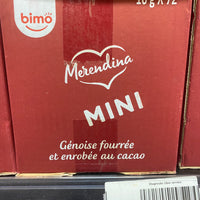 bimo
Merendina
MINI
Génoise fourrée
et enrobée au cacao